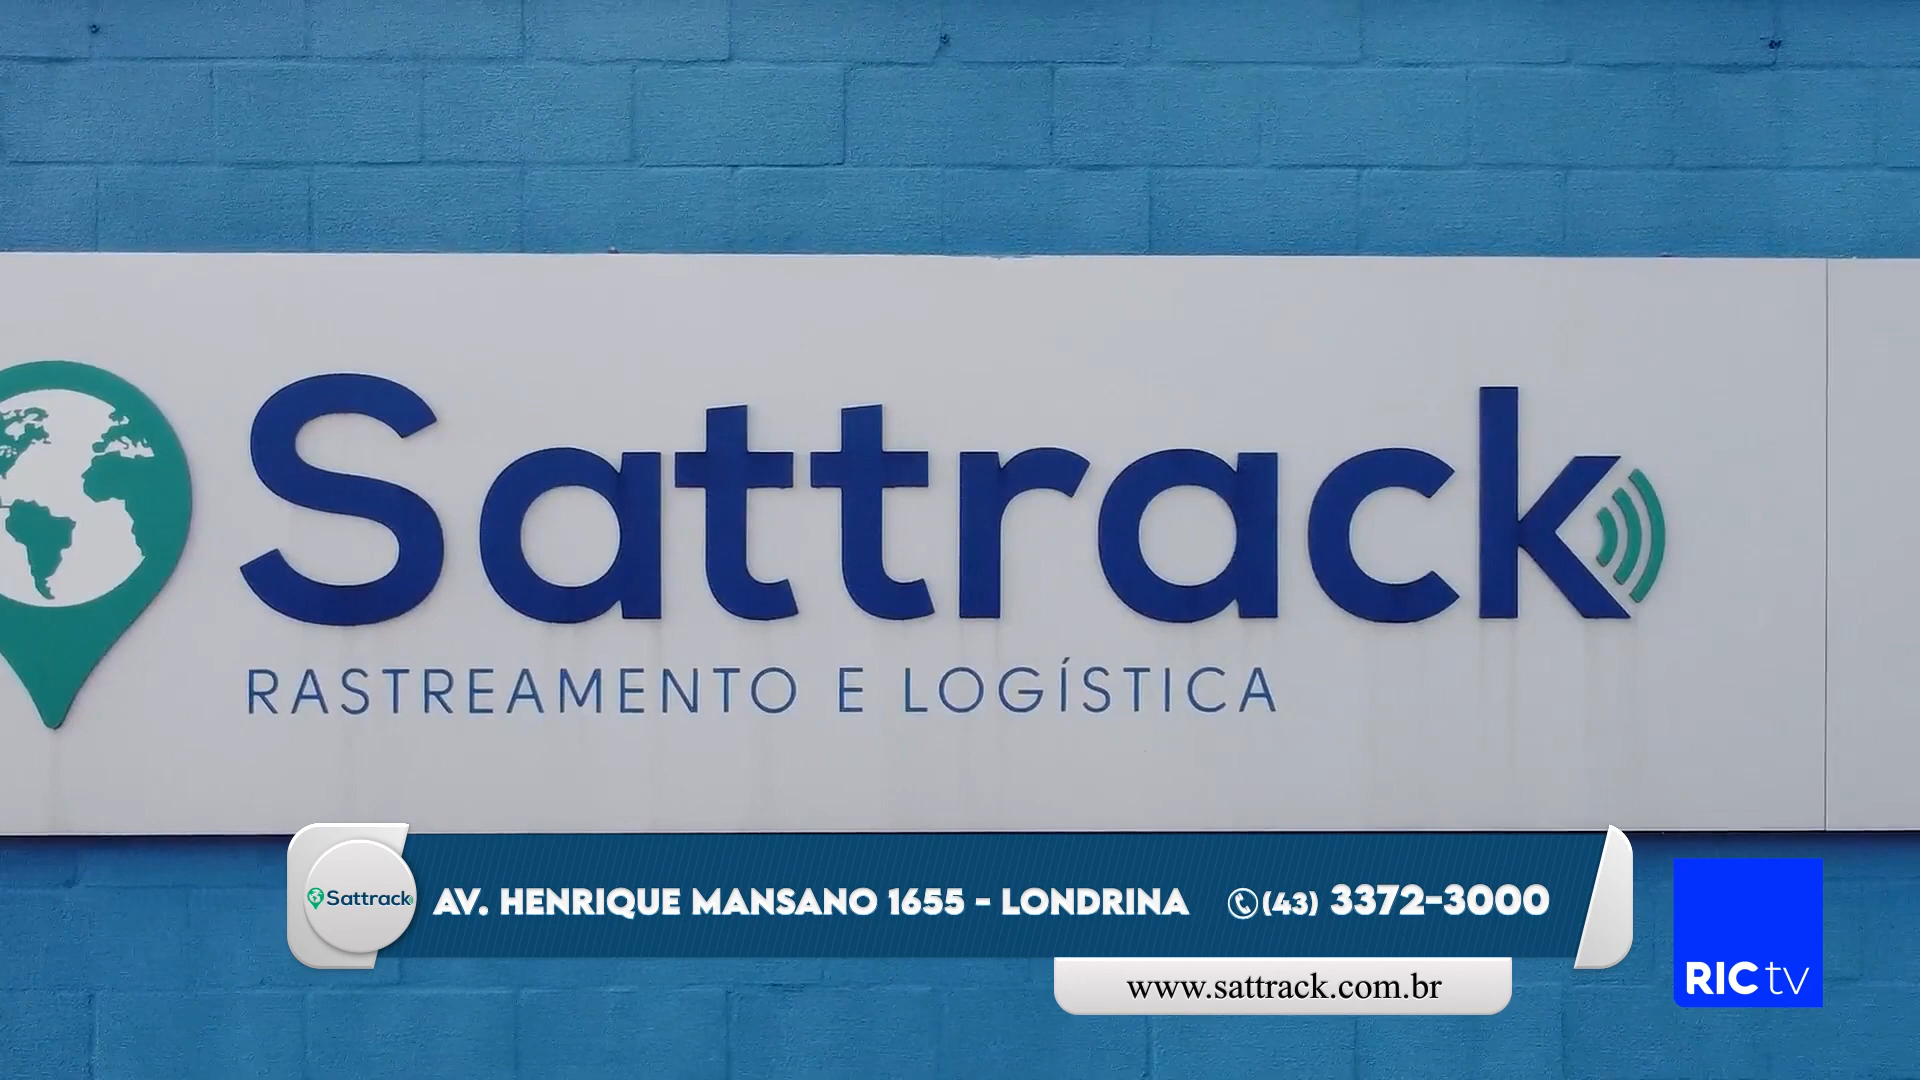 Sattrack
RASTREAMENTO E LOGÍSTICA
Sattrack
AV. HENRIQUE MANSANO 1655 - LONDRINA (43) 3372-3000
www.sattrack.com.br
RIC tv